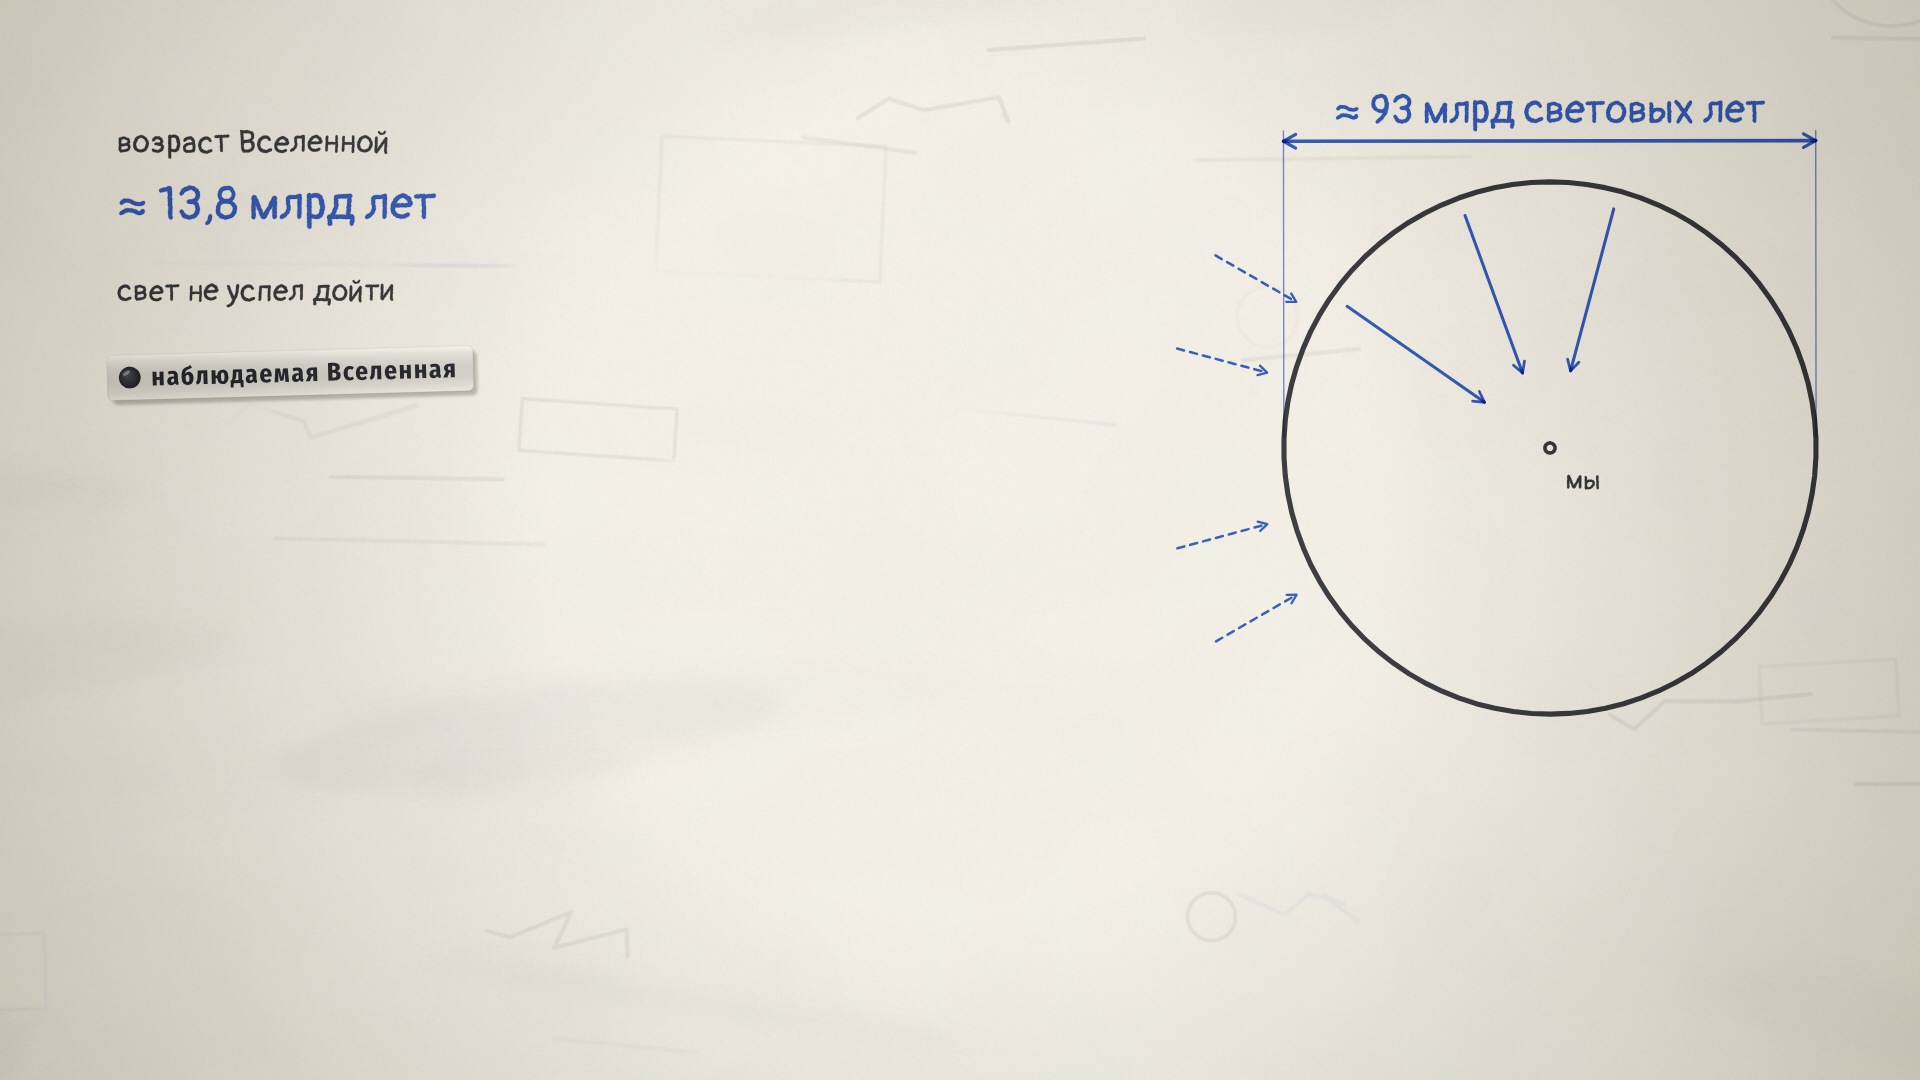 возраст Вселенной
≈ 13,8 млрд лет
свет не успел дойти
наблюдаемая Вселенная
≈ 93 млрд световых лет
мы